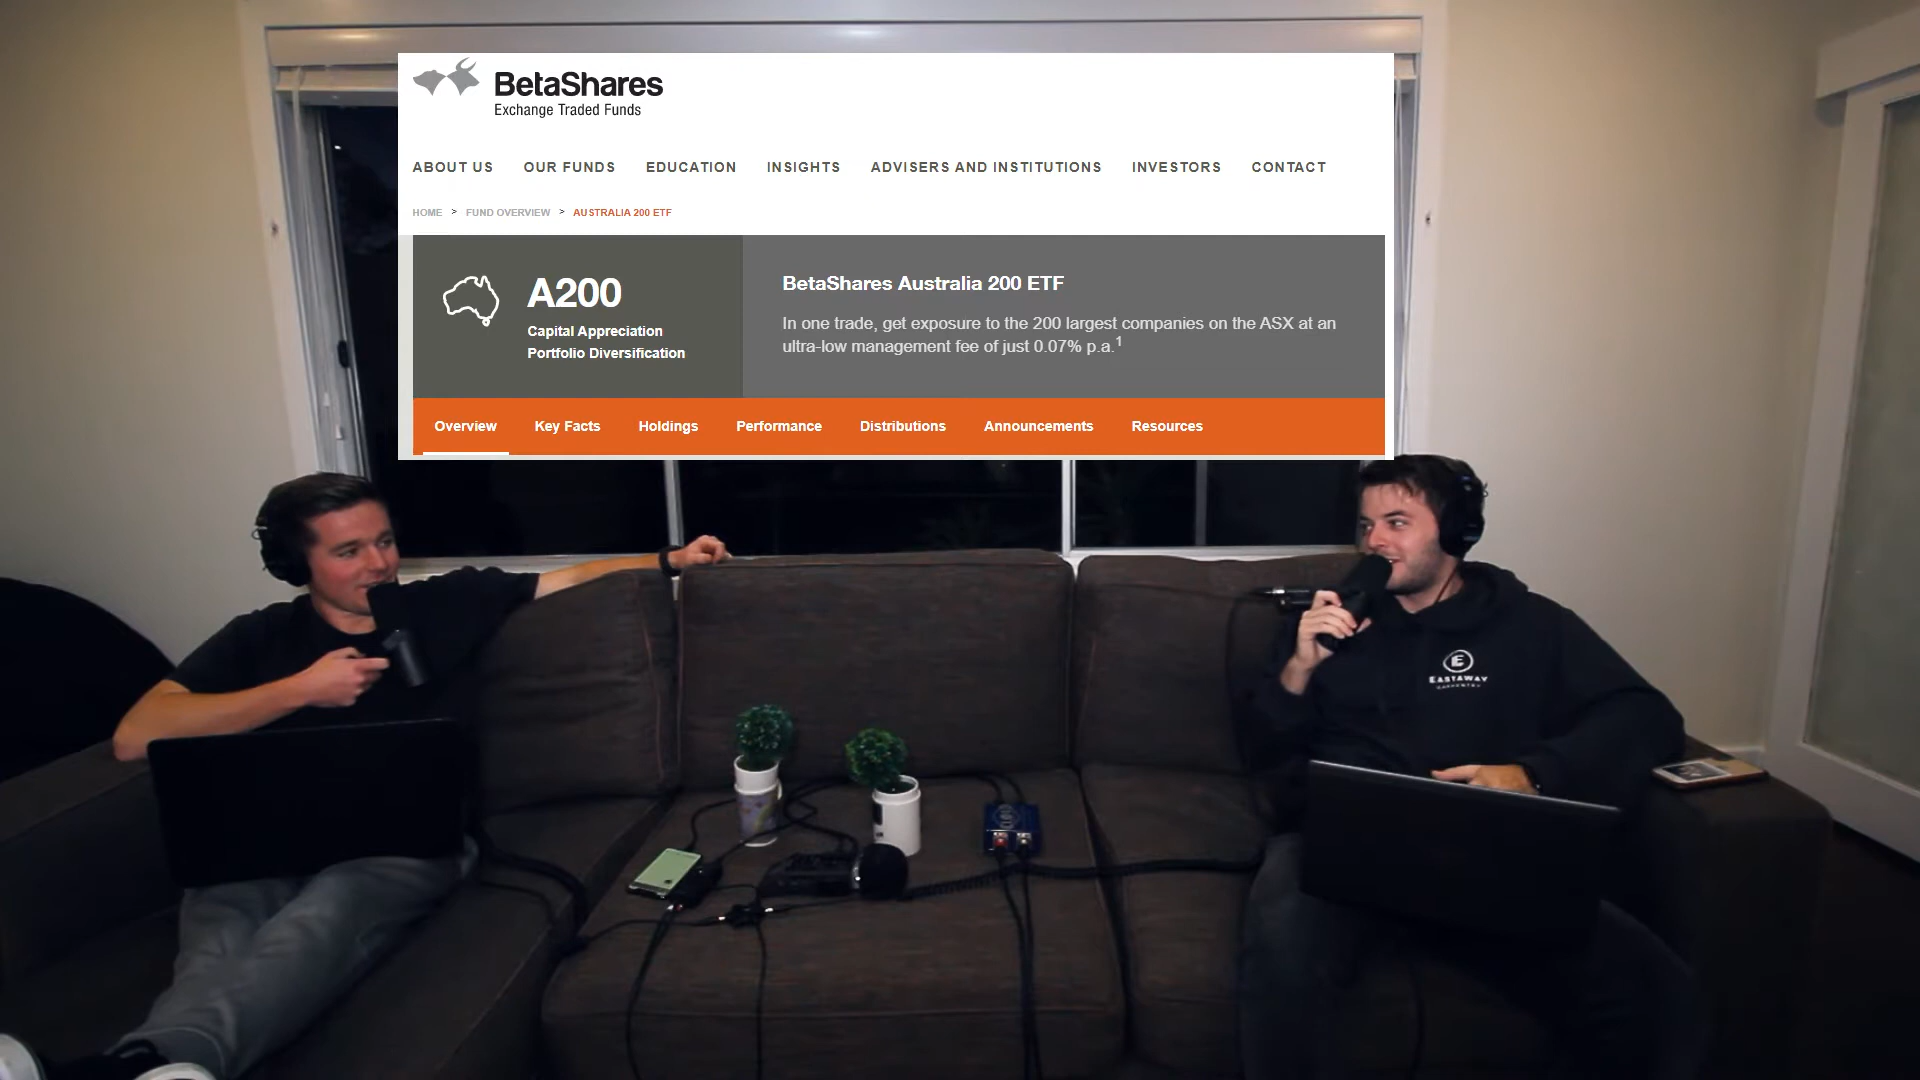 BetaShares
Exchange Traded Funds
ABOUT US OUR FUNDS EDUCATION INSIGHTS ADVISERS AND INSTITUTIONS INVESTORS CONTACT
HOME > FUND OVERVIEW > AUSTRALIA 200 ETF
A200
Capital Appreciation
Portfolio Diversification
BetaShares Australia 200 ETF
In one trade, get exposure to the 200 largest companies on the ASX at an
ultra-low management fee of just 0.07% p.a.1
Overview Key Facts Holdings Performance Distributions Announcements Resources
E
EASTAWAY
CARPENTRY